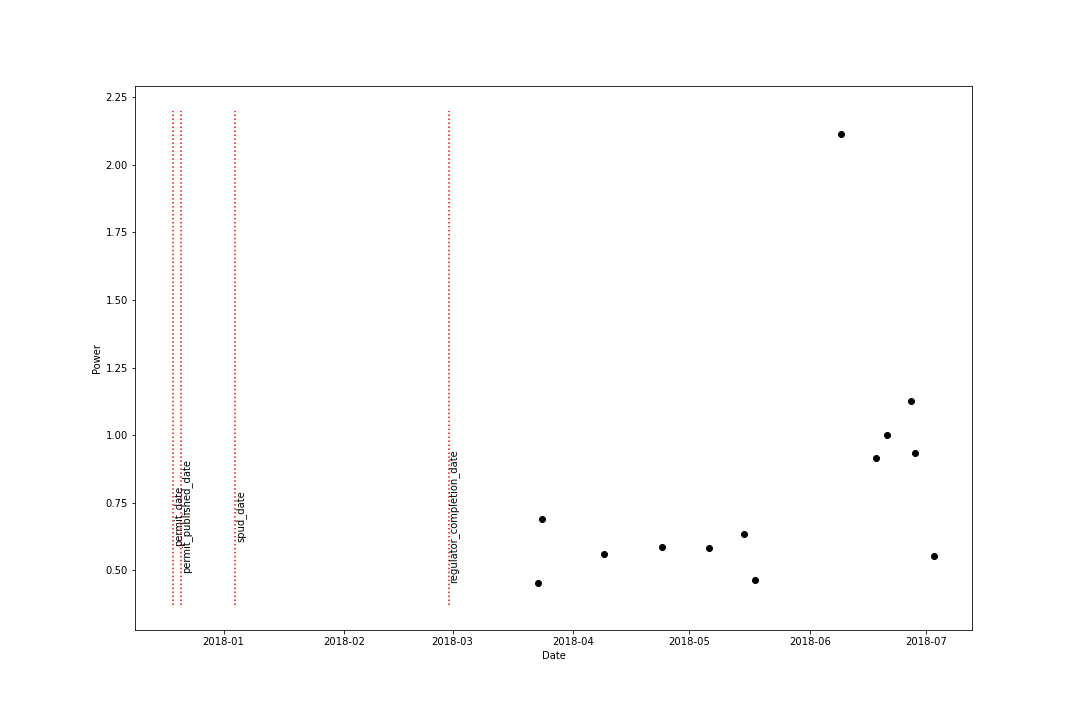 2.25
2.00
1.75
1.50
1.25
1.00
0.75
0.50
Power
permit_date
permit_published_date
spud_date
regulator_completion_date
2018-01
2018-02
2018-03
2018-04
2018-05
2018-06
2018-07
Date